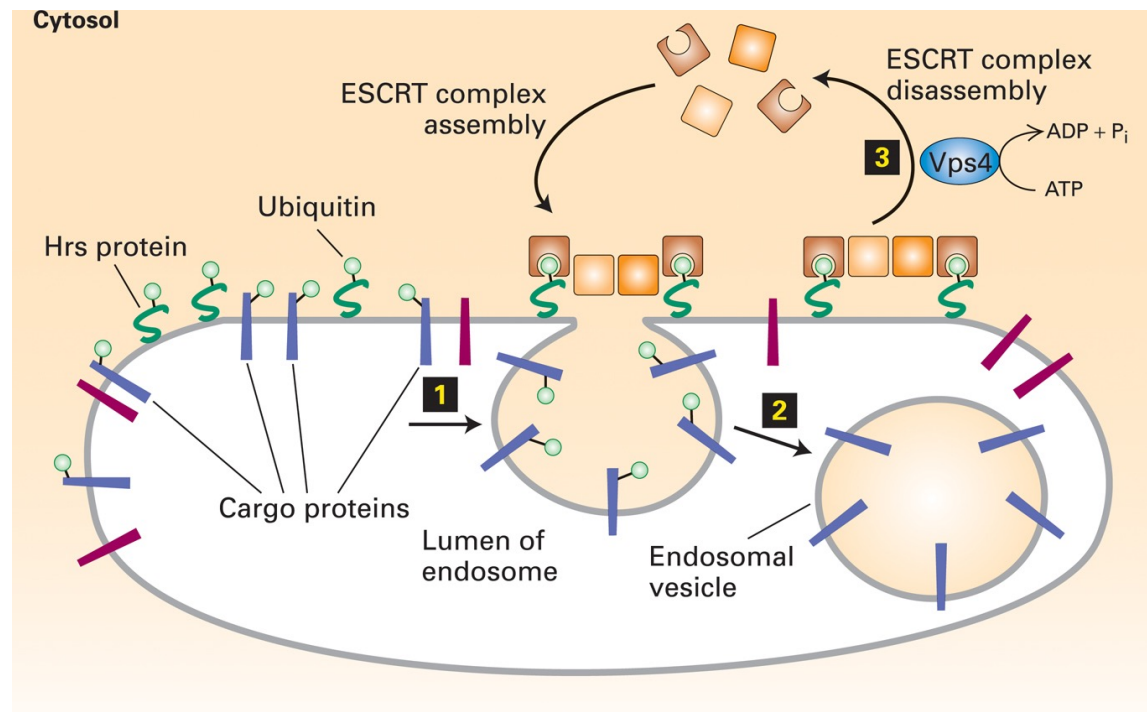 Cytosol
ESCRT complex
assembly
ESCRT complex
disassembly
3
Vps4
ADP + Pi
ATP
Ubiquitin
Hrs protein
1
2
Cargo proteins
Lumen of
endosome
Endosomal
vesicle